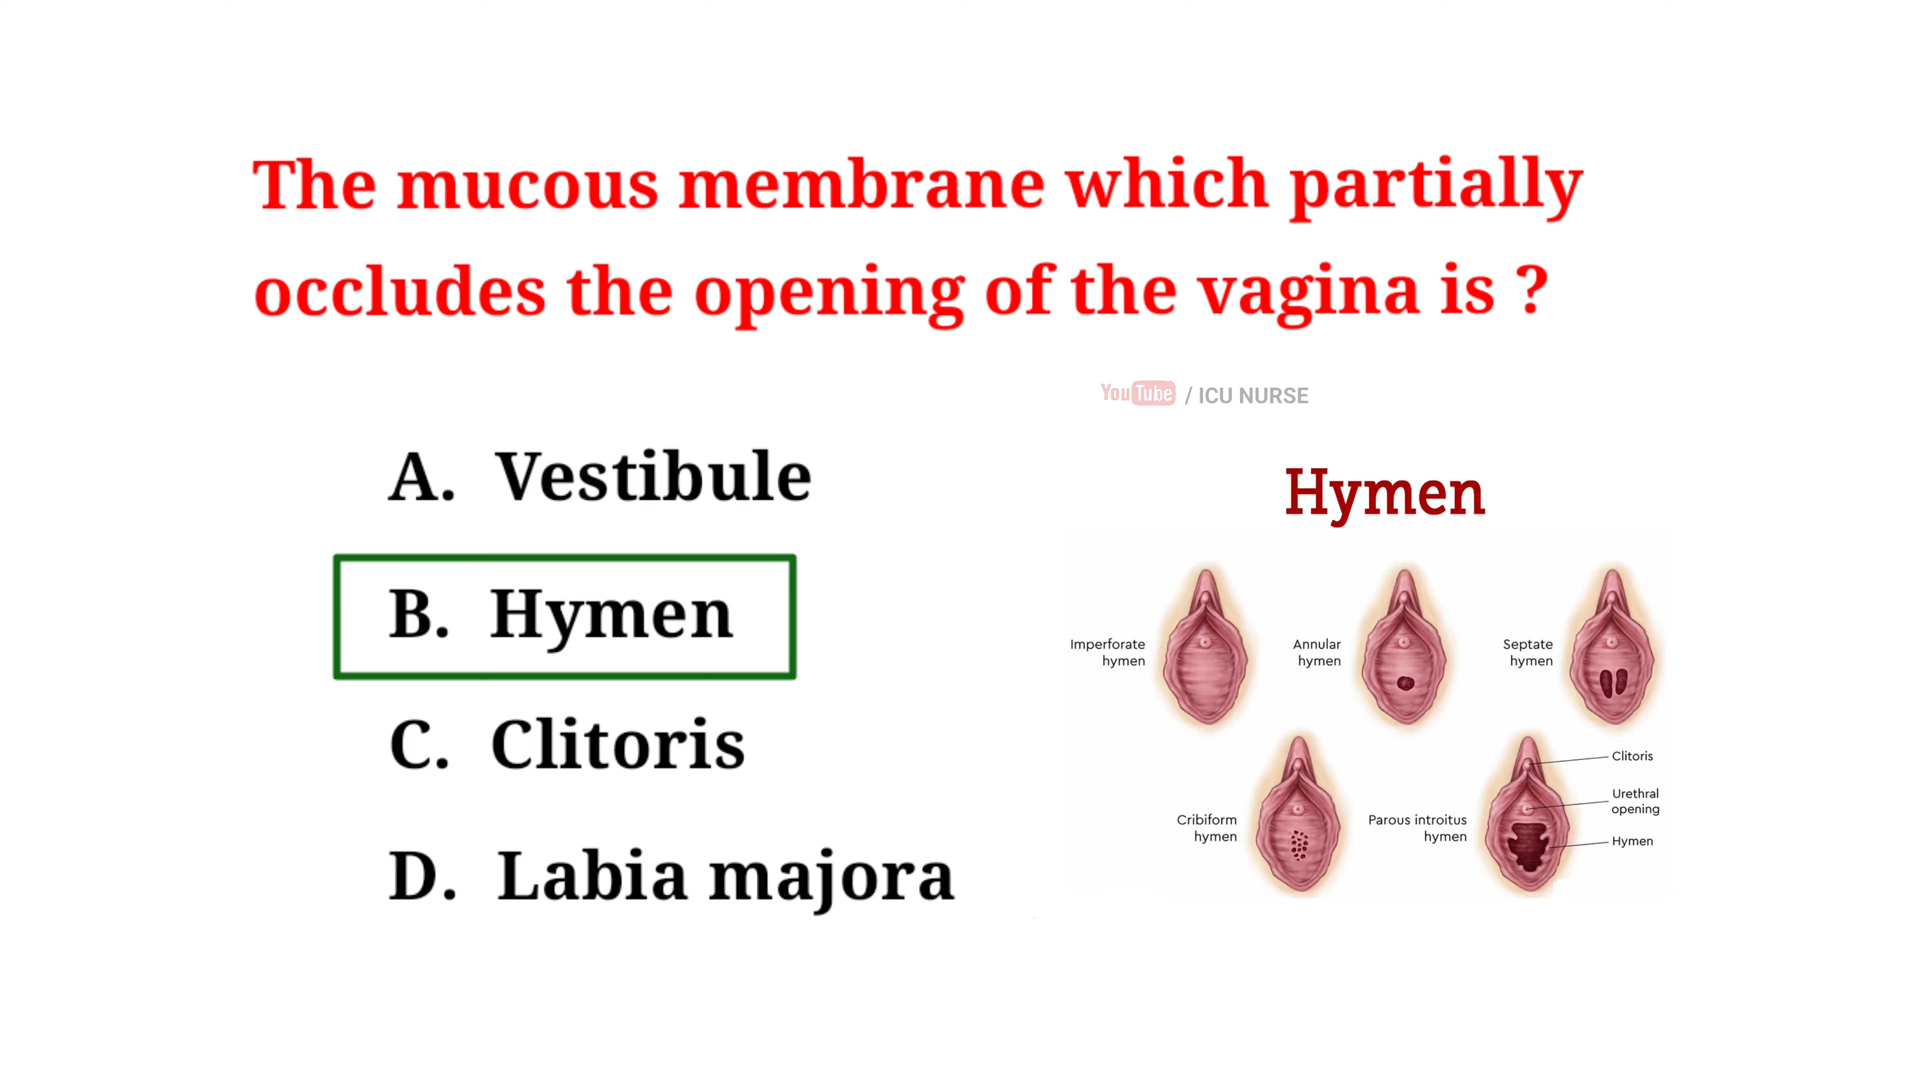 The mucous membrane which partially
occludes the opening of the vagina is ?
YouTube / ICU NURSE
A. Vestibule
B. Hymen
C. Clitoris
D. Labia majora
Hymen
Imperforate
hymen
Annular
hymen
Septate
hymen
Cribiform
hymen
Parous introitus
hymen
Clitoris
Urethral
opening
Hymen